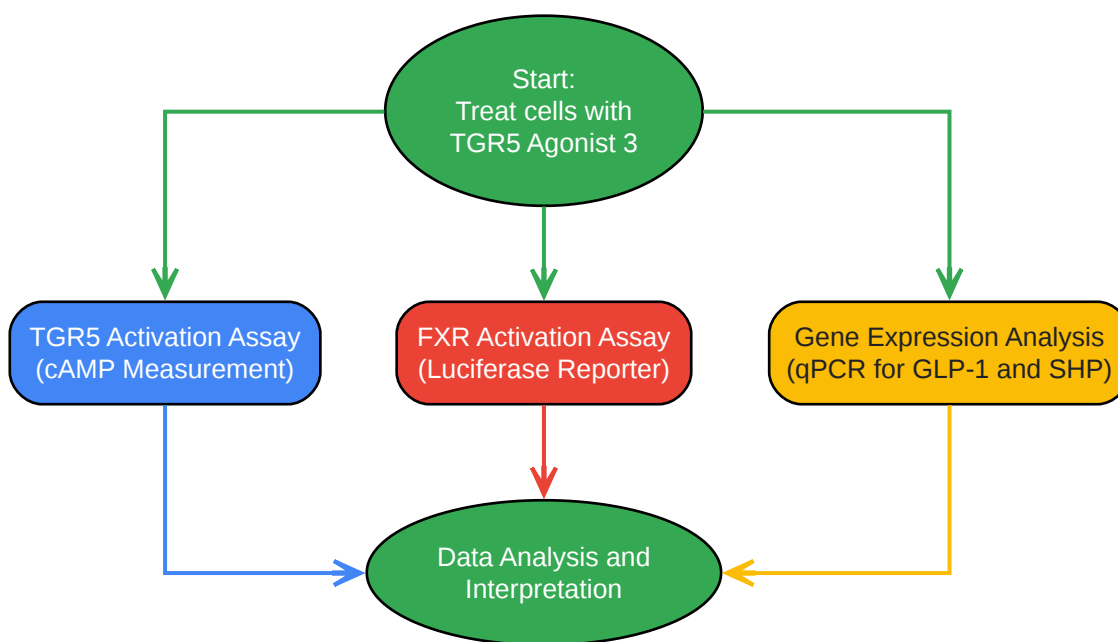 Start:
Treat cells with
TGR5 Agonist 3
TGR5 Activation Assay
(cAMP Measurement)
FXR Activation Assay
(Luciferase Reporter)
Gene Expression Analysis
(qPCR for GLP-1 and SHP)
Data Analysis and
Interpretation